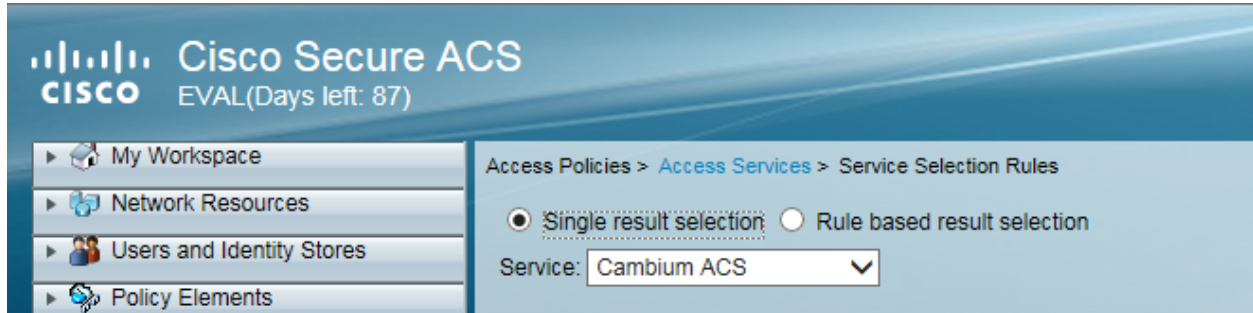 Cisco Secure ACS
CISCO
EVAL(Days left: 87)
My Workspace
Network Resources
Users and Identity Stores
Policy Elements
Access Policies > Access Services > Service Selection Rules
Single result selection Rule based result selection
Service: Cambium ACS